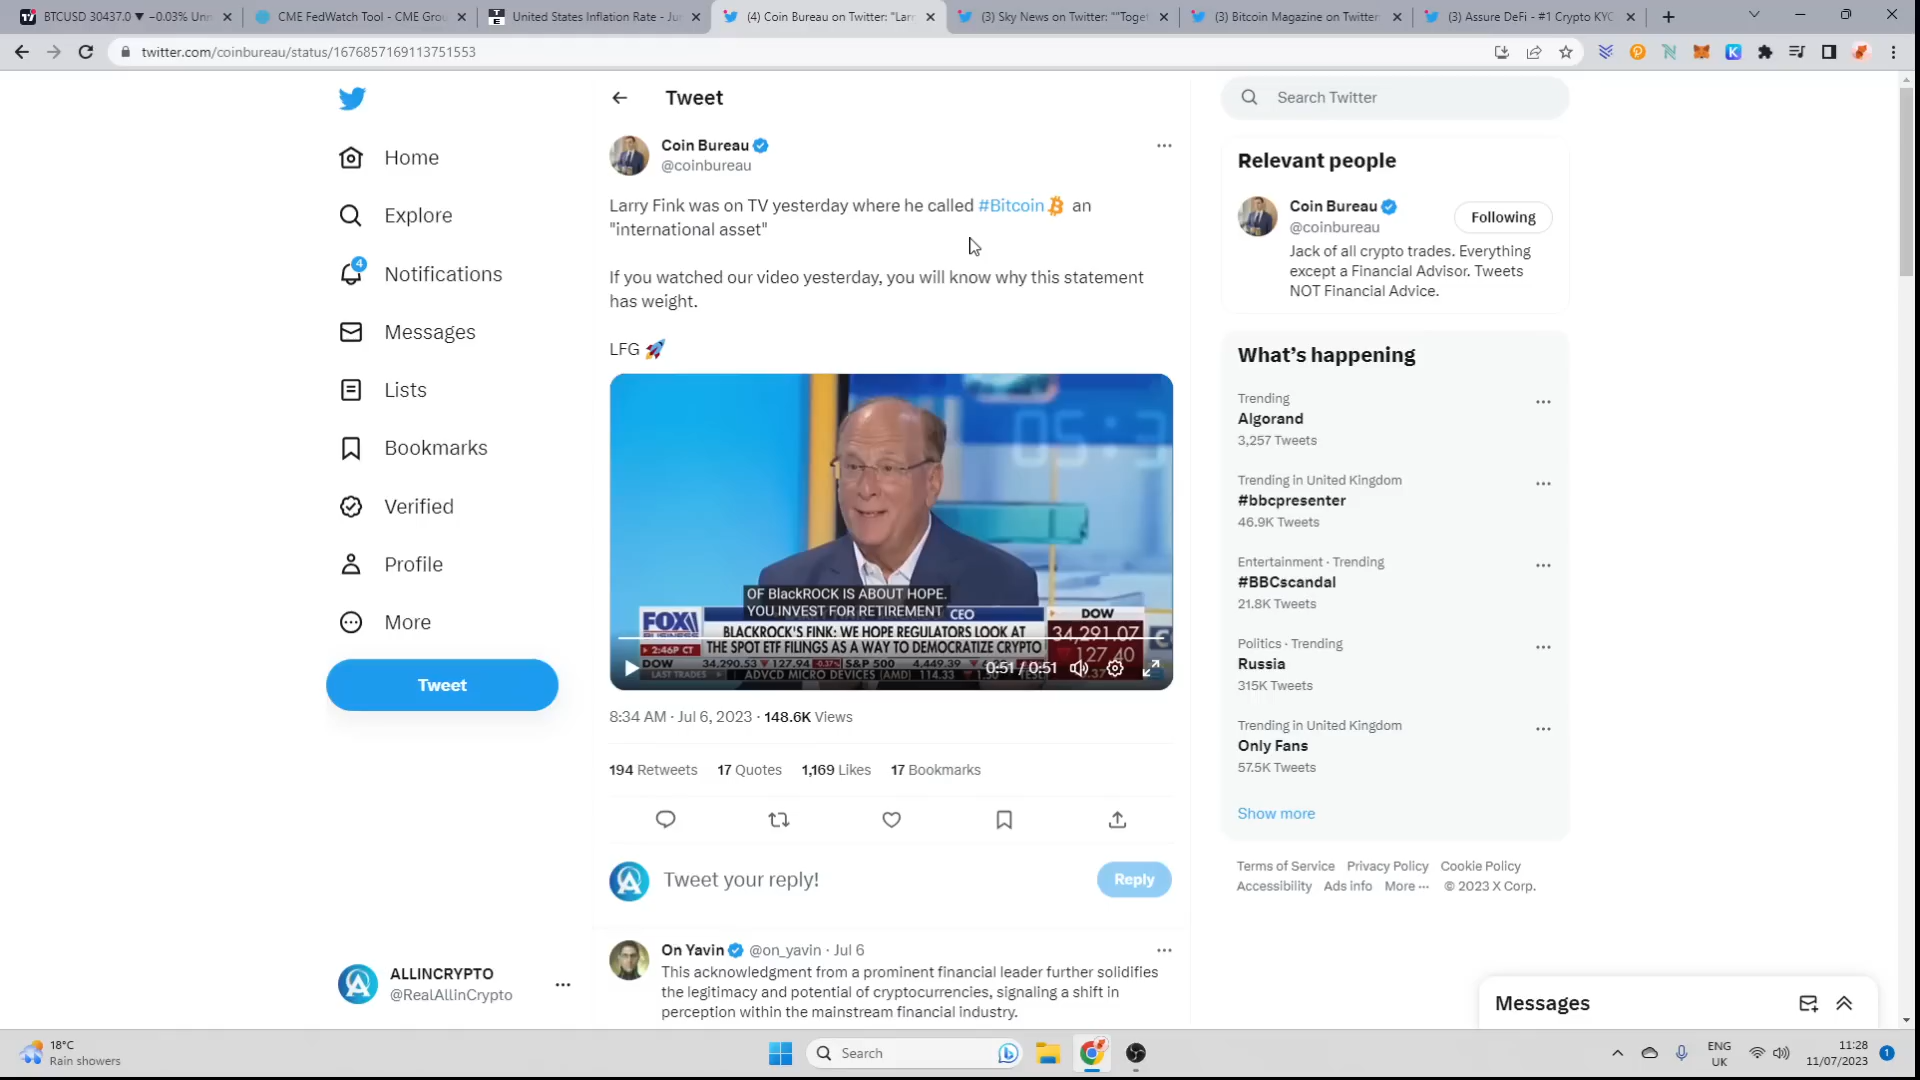 BTCUSD 30437.0 ▼ −0.03% Unn
CME FedWatch Tool - CME Grou
United States Inflation Rate - Ju
(4) Coin Bureau on Twitter: "Larr
(3) Sky News on Twitter: ""Toget
(3) Bitcoin Magazine on Twitter
(3) Assure DeFi - #1 Crypto KYC
twitter.com/coinbureau/status/1676857169113751553
Home
Explore
4
Notifications
Messages
Lists
Bookmarks
Verified
Profile
More
Tweet
ALLINCRYPTO
@RealAllinCrypto
Tweet
Coin Bureau
@coinbureau
Larry Fink was on TV yesterday where he called #Bitcoin an
"international asset"
If you watched our video yesterday, you will know why this statement
has weight.
LFG 🚀
05:3
OF BlackROCK IS ABOUT HOPE.
YOU INVEST FOR RETIREMENT
CEO
FOX
BUSINESS
2:46P CT
BLACKROCK'S FINK: WE HOPE REGULATORS LOOK AT
THE SPOT ETF FILINGS AS A WAY TO DEMOCRATIZE CRYPTO
DOW
34,291.07
127.40
DOW 34,290.53 ▼ 127.94 -0.37% S&P 500 4,449.39
LAST TRADES ADVCD MICRO DEVICES (AMD) 114.33
0:51 / 0:51
8:34 AM · Jul 6, 2023 · 148.6K Views
194 Retweets 17 Quotes 1,169 Likes 17 Bookmarks
Tweet your reply!
Reply
On Yavin @on_yavin · Jul 6
This acknowledgment from a prominent financial leader further solidifies
the legitimacy and potential of cryptocurrencies, signaling a shift in
perception within the mainstream financial industry.
Search Twitter
Relevant people
Coin Bureau
@coinbureau
Following
Jack of all crypto trades. Everything
except a Financial Advisor. Tweets
NOT Financial Advice.
What's happening
Trending
Algorand
3,257 Tweets
Trending in United Kingdom
#bbcpresenter
46.9K Tweets
Entertainment · Trending
#BBCscandal
21.8K Tweets
Politics · Trending
Russia
315K Tweets
Trending in United Kingdom
Only Fans
57.5K Tweets
Show more
Terms of Service Privacy Policy Cookie Policy
Accessibility Ads info More ··· © 2023 X Corp.
Messages
18°C
Rain showers
Search
ENG
UK
11:28
11/07/2023
1